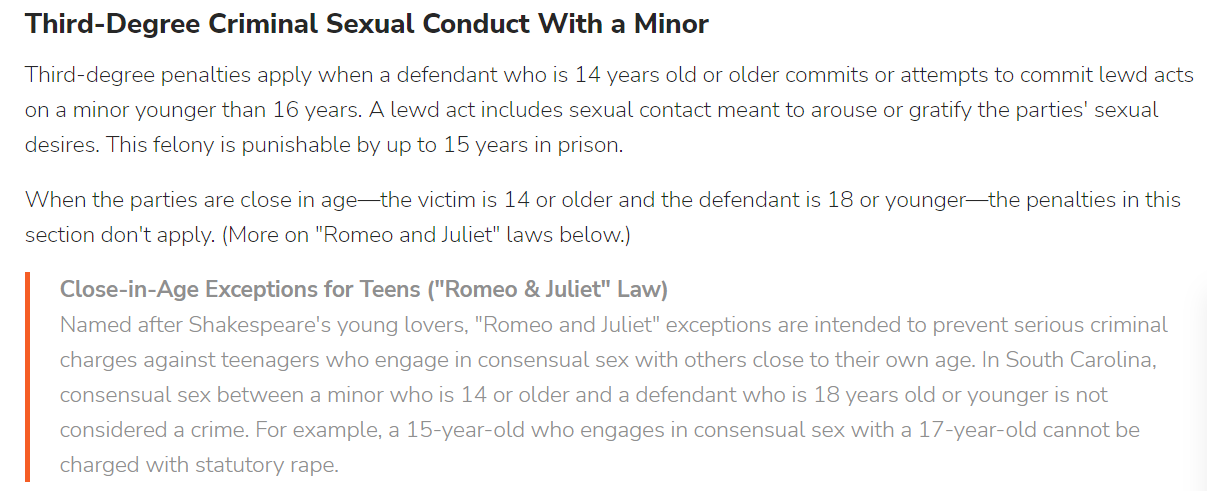 Third-Degree Criminal Sexual Conduct With a Minor
Third-degree penalties apply when a defendant who is 14 years old or older commits or attempts to commit lewd acts
on a minor younger than 16 years. A lewd act includes sexual contact meant to arouse or gratify the parties' sexual
desires. This felony is punishable by up to 15 years in prison.
When the parties are close in age—the victim is 14 or older and the defendant is 18 or younger—the penalties in this
section don't apply. (More on "Romeo and Juliet" laws below.)
Close-in-Age Exceptions for Teens ("Romeo & Juliet" Law)
Named after Shakespeare's young lovers, "Romeo and Juliet" exceptions are intended to prevent serious criminal
charges against teenagers who engage in consensual sex with others close to their own age. In South Carolina,
consensual sex between a minor who is 14 or older and a defendant who is 18 years old or younger is not
considered a crime. For example, a 15-year-old who engages in consensual sex with a 17-year-old cannot be
charged with statutory rape.